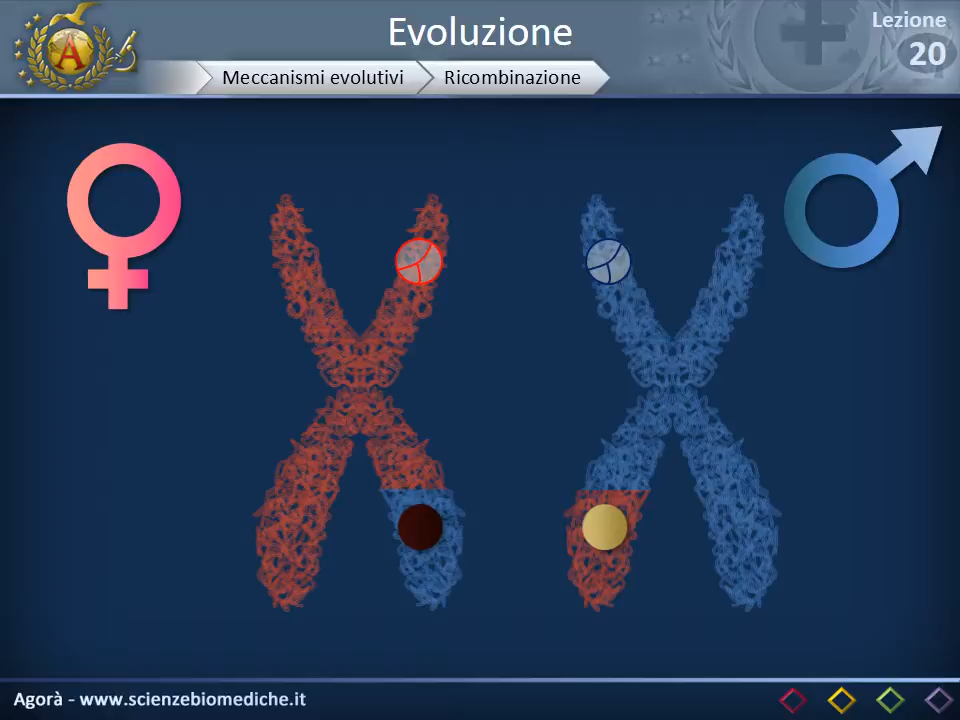 Evoluzione
Lezione
20
Meccanismi evolutivi
Ricombinazione
A
Agorà - www.scienzebiomediche.it